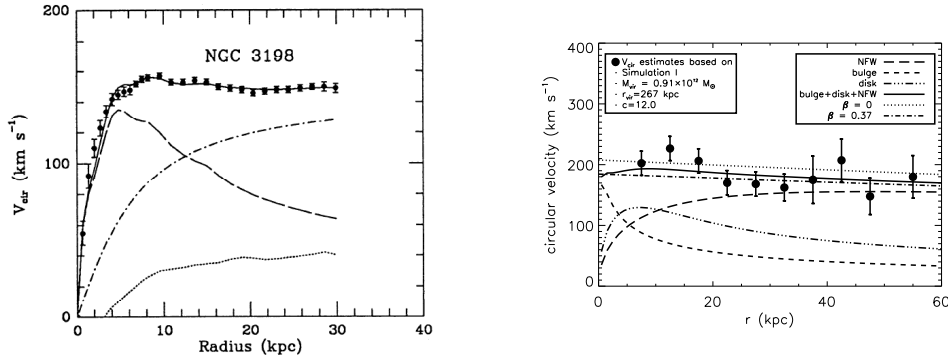 200
100
0
V_cir (km s⁻¹)
NGC 3198
0 10 20 30 40
Radius (kpc)
400
300
200
100
0
circular velocity (km s⁻¹)
V_cir estimates based on
· Simulation I
· M_vir = 0.91×10¹² M_⊙
· r_vir=267 kpc
· c=12.0
NFW
bulge
disk
bulge+disk+NFW
β = 0
β = 0.37
0 20 40 60
r (kpc)